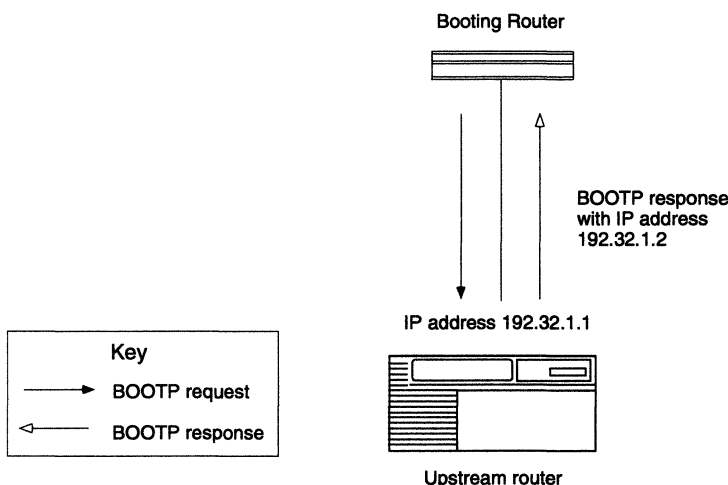 Booting Router
BOOTP response
with IP address
192.32.1.2
IP address 192.32.1.1
Key
BOOTP request
BOOTP response
Upstream router